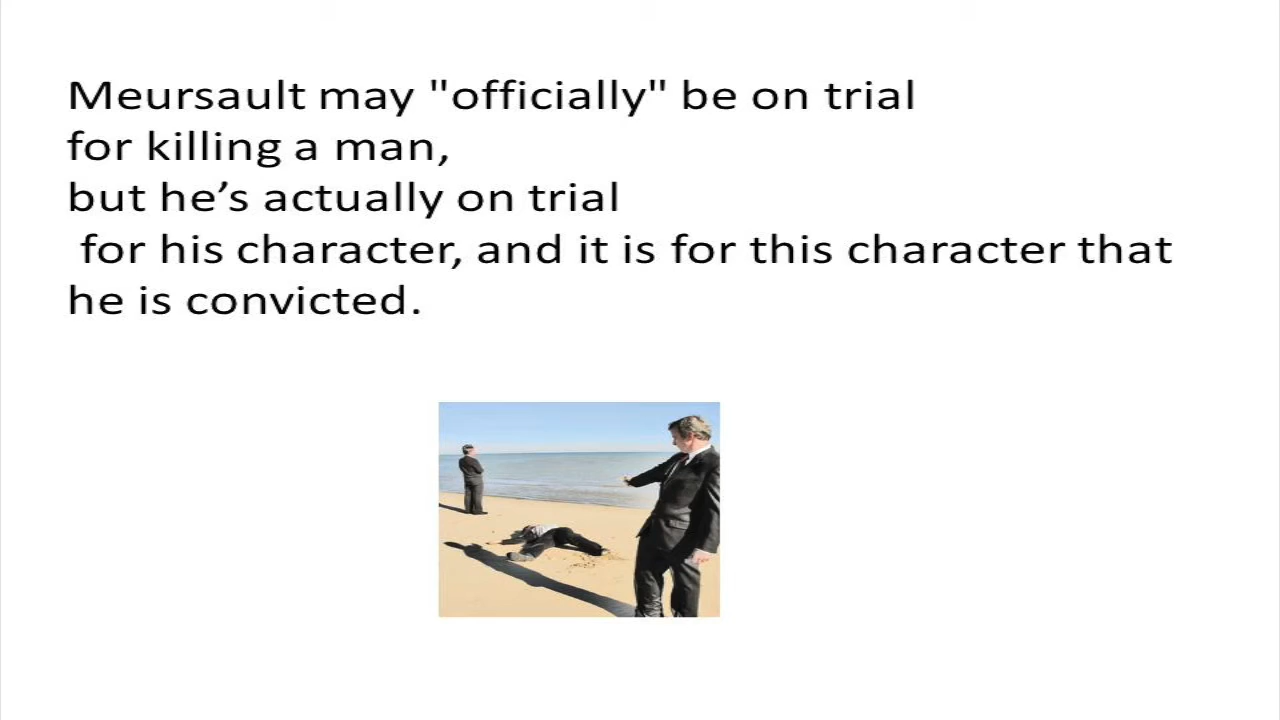 Meursault may "officially" be on trial
for killing a man,
but he’s actually on trial
for his character, and it is for this character that
he is convicted.